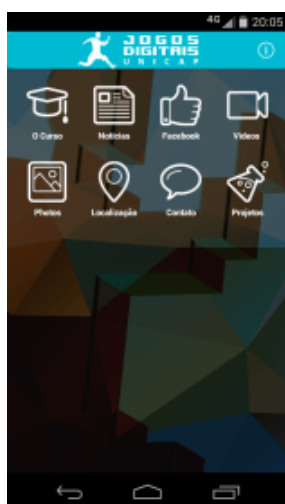 4G 20:05
JOGOS
DIGITAIS
UNICAP
O Curso Notícias Facebook Vídeos
Photos Localização Contato Projetos